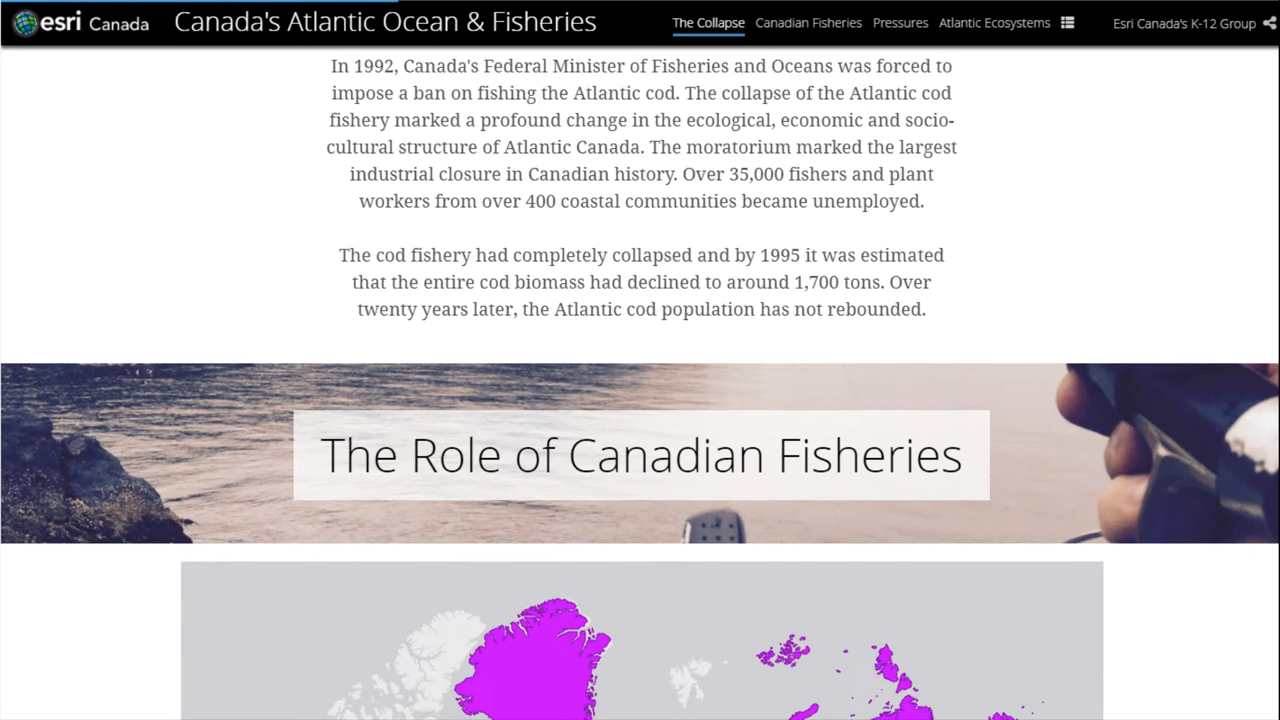 esri Canada Canada's Atlantic Ocean & Fisheries The Collapse Canadian Fisheries Pressures Atlantic Ecosystems Esri Canada's K-12 Group
In 1992, Canada's Federal Minister of Fisheries and Oceans was forced to
impose a ban on fishing the Atlantic cod. The collapse of the Atlantic cod
fishery marked a profound change in the ecological, economic and socio-
cultural structure of Atlantic Canada. The moratorium marked the largest
industrial closure in Canadian history. Over 35,000 fishers and plant
workers from over 400 coastal communities became unemployed.
The cod fishery had completely collapsed and by 1995 it was estimated
that the entire cod biomass had declined to around 1,700 tons. Over
twenty years later, the Atlantic cod population has not rebounded.
The Role of Canadian Fisheries